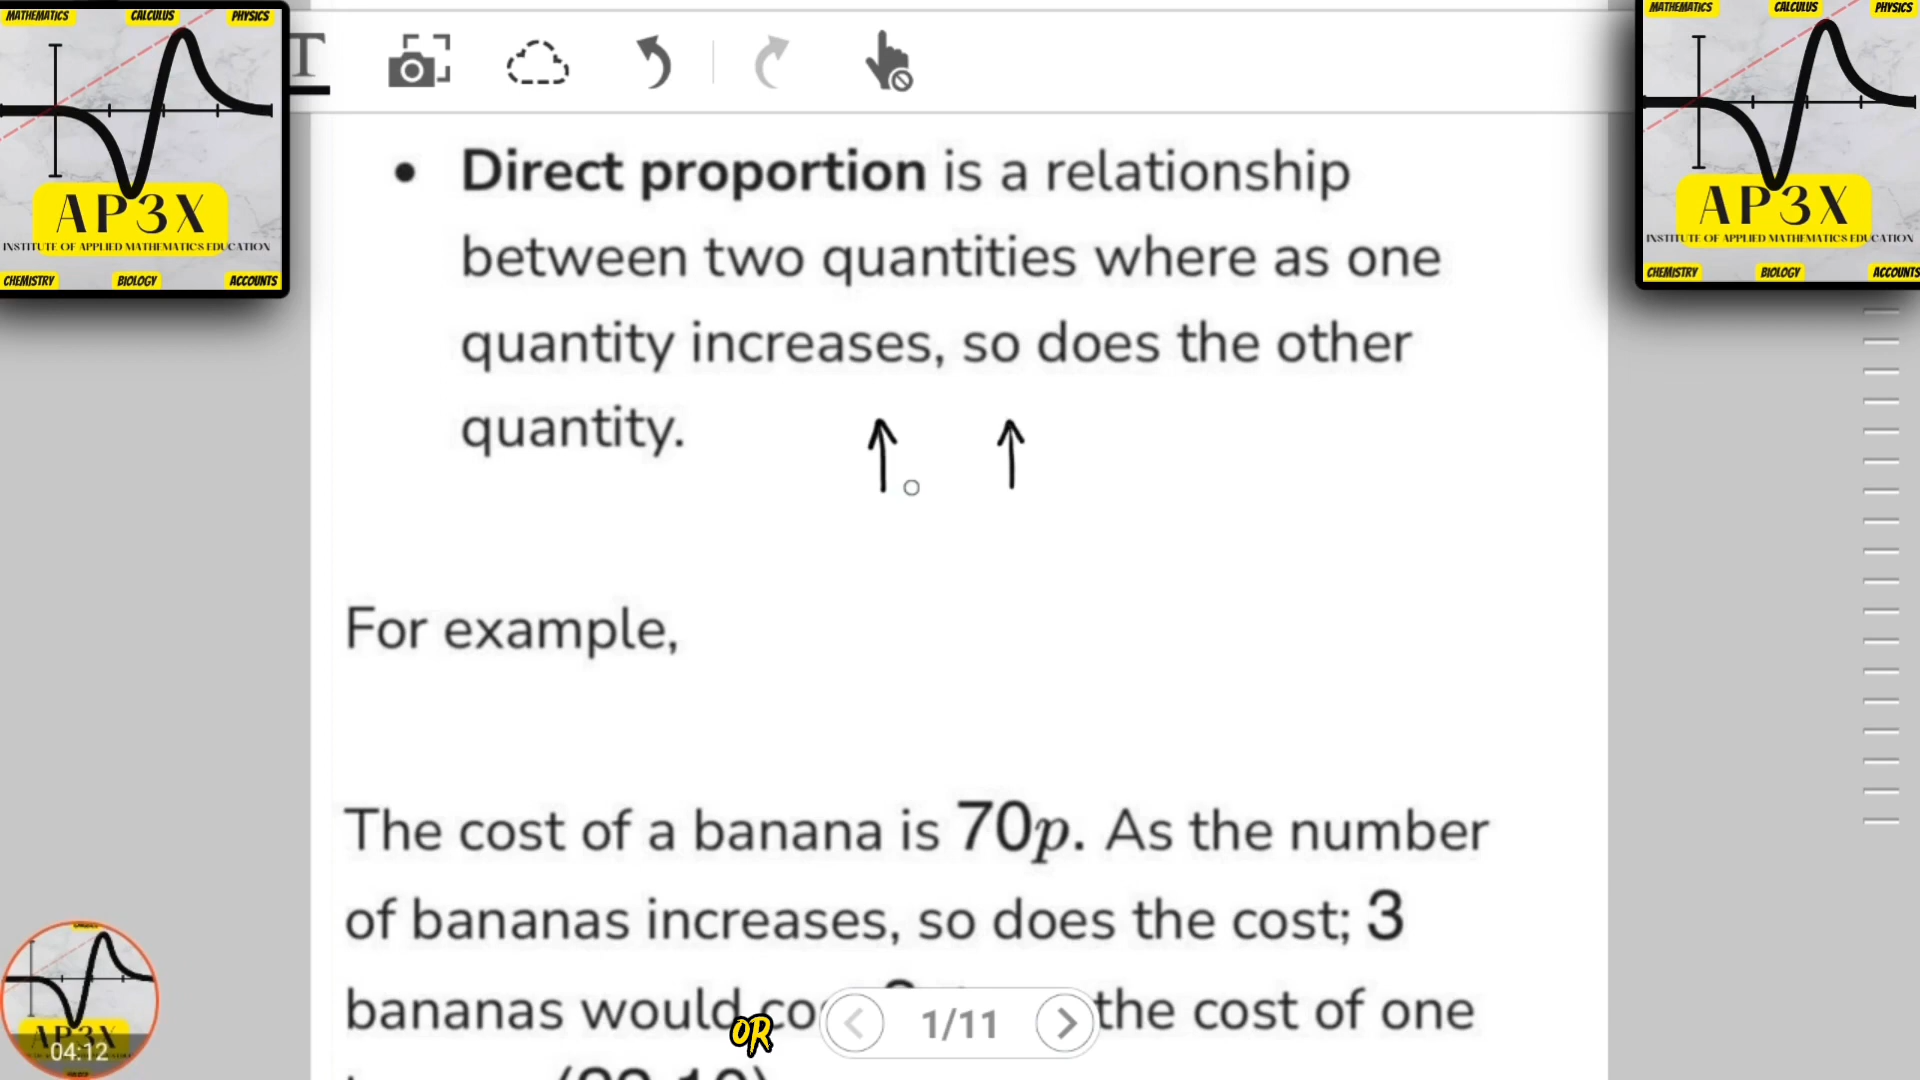 MATHEMATICS CALCULUS PHYSICS
AP3X
INSTITUTE OF APPLIED MATHEMATICS EDUCATION
CHEMISTRY BIOLOGY ACCOUNTS
T
MATHEMATICS CALCULUS PHYSICS
AP3X
INSTITUTE OF APPLIED MATHEMATICS EDUCATION
CHEMISTRY BIOLOGY ACCOUNTS
• Direct proportion is a relationship
between two quantities where as one
quantity increases, so does the other
quantity.
For example,
The cost of a banana is 70p. As the number
of bananas increases, so does the cost; 3
bananas would the cost of one
OR
1/11
AP3X
04:12